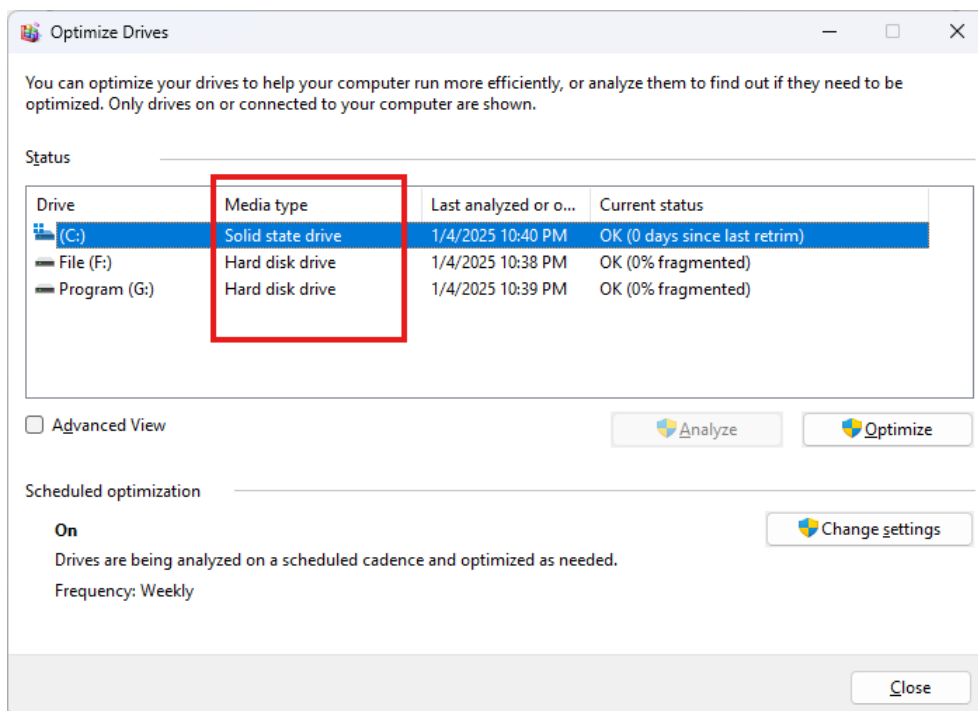 Optimize Drives
You can optimize your drives to help your computer run more efficiently, or analyze them to find out if they need to be
optimized. Only drives on or connected to your computer are shown.
Status
Drive Media type Last analyzed or o... Current status
(C:) Solid state drive 1/4/2025 10:40 PM OK (0 days since last retrim)
File (F:) Hard disk drive 1/4/2025 10:38 PM OK (0% fragmented)
Program (G:) Hard disk drive 1/4/2025 10:39 PM OK (0% fragmented)
Advanced View Analyze Optimize
Scheduled optimization
On Change settings
Drives are being analyzed on a scheduled cadence and optimized as needed.
Frequency: Weekly
Close